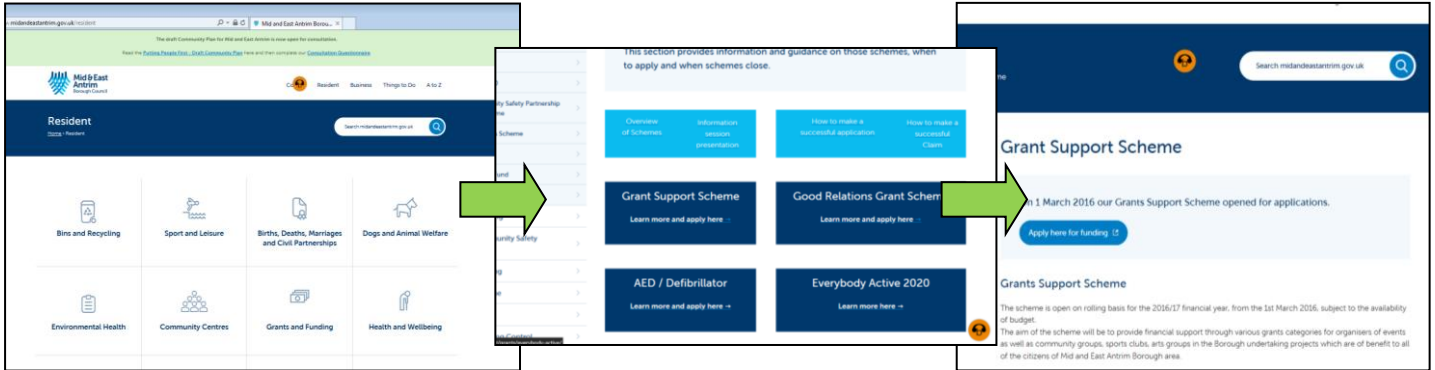 midandeastantrim.gov.uk/resident
Mid and East Antrim Borou...
The draft Community Plan for Mid and East Antrim is now open for consultation.
Read the Putting People First : Draft Community Plan here and then complete our Consultation Questionnaire.
Mid & East
Antrim
Borough Council
Resident Business Things to Do A to Z
Resident
Home › Resident
Search midandeastantrim.gov.uk
Bins and Recycling
Sport and Leisure
Births, Deaths, Marriages
and Civil Partnerships
Dogs and Animal Welfare
Environmental Health
Community Centres
Grants and Funding
Health and Wellbeing
This section provides information and guidance on those schemes, when
to apply and when schemes close.
Safety Partnership
Scheme
Overview
of Schemes
Information
session
presentation
How to make a
successful application
How to make a
successful
Claim
Grant Support Scheme
Learn more and apply here →
Good Relations Grant Schem
Learn more and apply here →
AED / Defibrillator
Learn more and apply here →
Everybody Active 2020
Learn more here →
Safety
Search midandeastantrim.gov.uk
Grant Support Scheme
1 March 2016 our Grants Support Scheme opened for applications.
Apply here for funding
Grants Support Scheme
The scheme is open on rolling basis for the 2016/17 financial year, from the 1st March 2016, subject to the availability
of budget.
The aim of the scheme will be to provide financial support through various grants categories for organisers of events
as well as community groups, sports clubs, arts groups in the Borough undertaking projects which are of benefit to all
of the citizens of Mid and East Antrim Borough area.